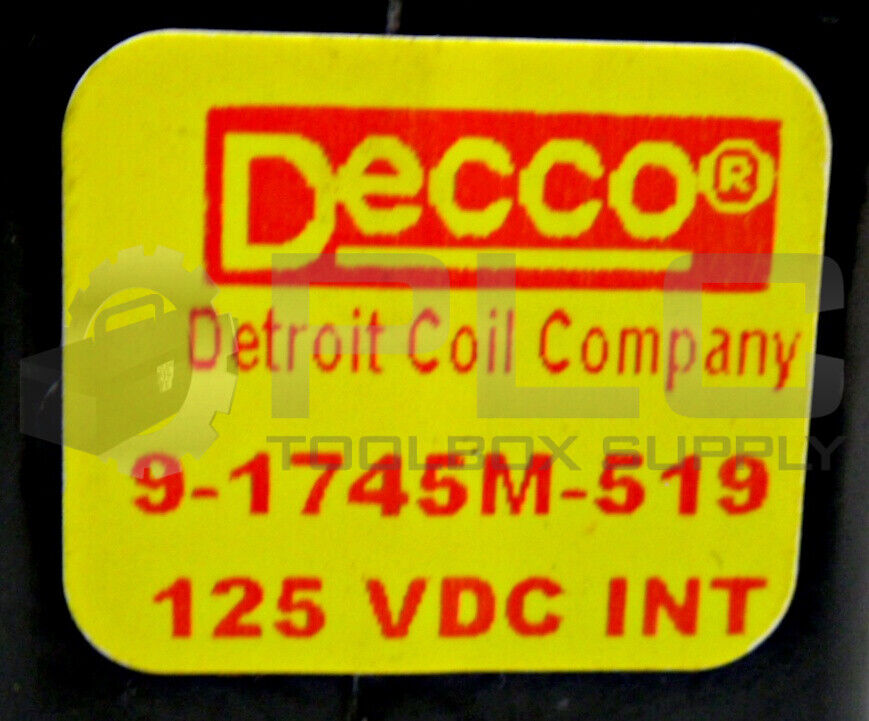 Decco®
Detroit Coil Company
PLC
TOOLBOX SUPPLY
9-1745M-519
125 VDC INT